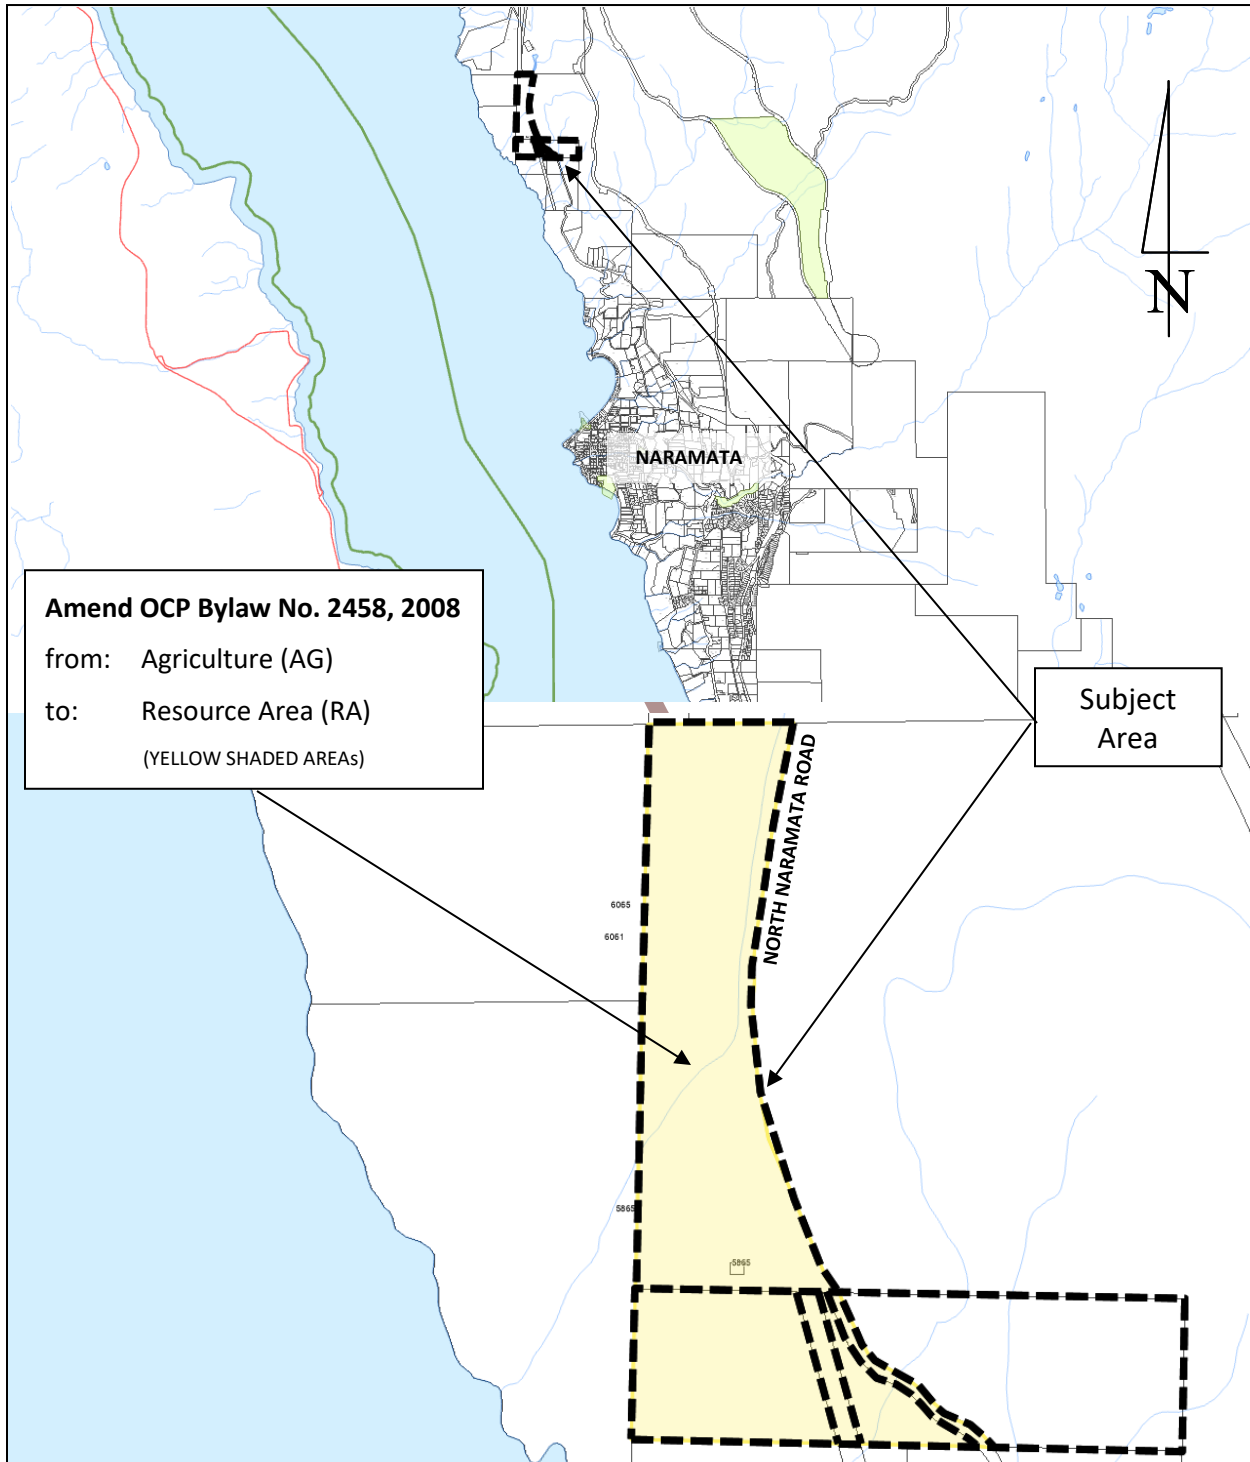 N
NARAMATA
Amend OCP Bylaw No. 2458, 2008
from: Agriculture (AG)
to: Resource Area (RA)
(YELLOW SHADED AREAs)
Subject
Area
NORTH NARAMATA ROAD
6065
6061
5865
5865